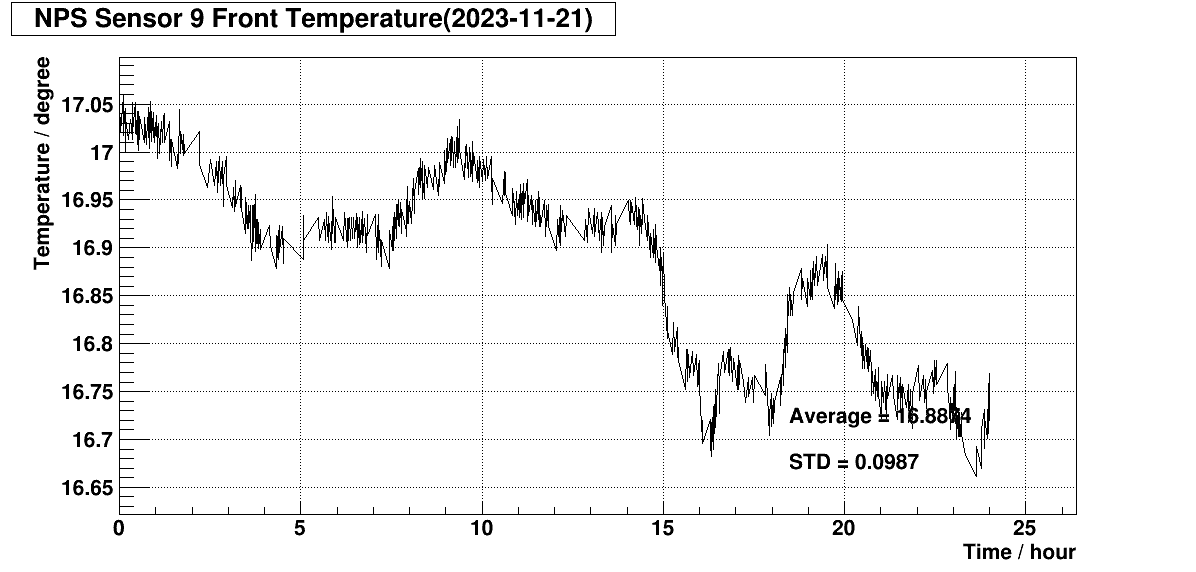 NPS Sensor 9 Front Temperature(2023-11-21)
Temperature / degree
17.05
17
16.95
16.9
16.85
16.8
16.75
16.7
16.65
Average =
STD = 0.0987
0 5 10 15 20 25
Time / hour